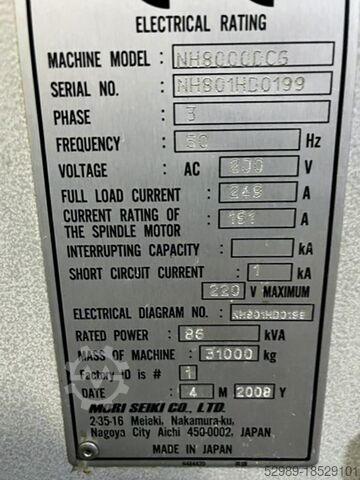 ELECTRICAL RATING
MACHINE MODEL : NH8000DCG
SERIAL NO. : NH801HD0199
PHASE : 3
FREQUENCY : Hz
VOLTAGE AC 200 V
FULL LOAD CURRENT : 249 A
CURRENT RATING OF
THE SPINDLE MOTOR : 191 A
INTERRUPTING CAPACITY : kA
SHORT CIRCUIT CURRENT : 1 kA
220 V MAXIMUM
ELECTRICAL DIAGRAM NO. :
RATED POWER : 86 kVA
MASS OF MACHINE : 31000 kg
Factory ID is # 1
DATE 4 M 2008 Y
MORI SEIKI CO., LTD.
2-35-16 Meieki, Nakamura-ku,
Nagoya City Aichi 450-0002, JAPAN
MADE IN JAPAN
52989-18529101